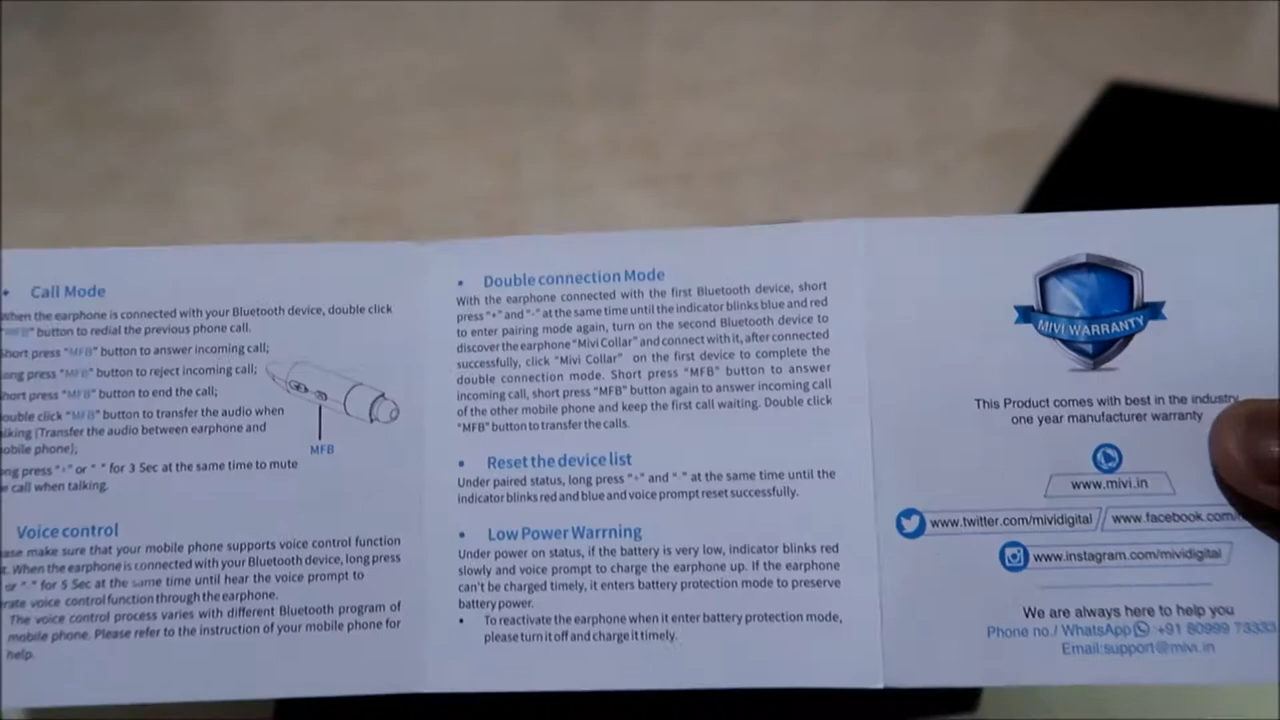 Call Mode
When the earphone is connected with your Bluetooth device, double click
"MFB" button to redial the previous phone call.
Short press "MFB" button to answer incoming call;
ong press "MFB" button to reject incoming call;
hort press "MFB" button to end the call;
ouble click "MFB" button to transfer the audio when
lking (Transfer the audio between earphone and
obile phone);
ng press "+" or "-" for 3 Sec at the same time to mute
call when talking.
MFB
Voice control
ase make sure that your mobile phone supports voice control function
t. When the earphone is connected with your Bluetooth device, long press
or "-" for 5 Sec at the same time until hear the voice prompt to
rate voice control function through the earphone.
The voice control process varies with different Bluetooth program of
mobile phone. Please refer to the instruction of your mobile phone for
help.
• Double connection Mode
With the earphone connected with the first Bluetooth device, short
press "+" and "-" at the same time until the indicator blinks blue and red
to enter pairing mode again, turn on the second Bluetooth device to
discover the earphone "Mivi Collar" and connect with it, after connected
successfully, click "Mivi Collar" on the first device to complete the
double connection mode. Short press "MFB" button to answer
incoming call, short press "MFB" button again to answer incoming call
of the other mobile phone and keep the first call waiting. Double click
"MFB" button to transfer the calls.
• Reset the device list
Under paired status, long press "+" and "-" at the same time until the
indicator blinks red and blue and voice prompt reset successfully.
• Low Power Warrning
Under power on status, if the battery is very low, indicator blinks red
slowly and voice prompt to charge the earphone up. If the earphone
can't be charged timely, it enters battery protection mode to preserve
battery power.
• To reactivate the earphone when it enter battery protection mode,
please turn it off and charge it timely.
MIVI WARRANTY
This Product comes with best in the industry
one year manufacturer warranty
www.mivi.in
www.twitter.com/mividigital
www.facebook.com/
www.instagram.com/mividigital
We are always here to help you
Phone no./ WhatsApp : +91 80999 73333
Email:support@mivi.in